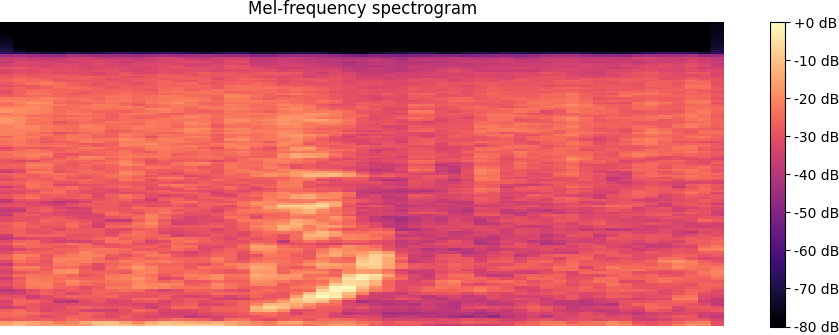 Mel-frequency spectrogram
+0 dB
-10 dB
-20 dB
-30 dB
-40 dB
-50 dB
-60 dB
-70 dB
-80 dB